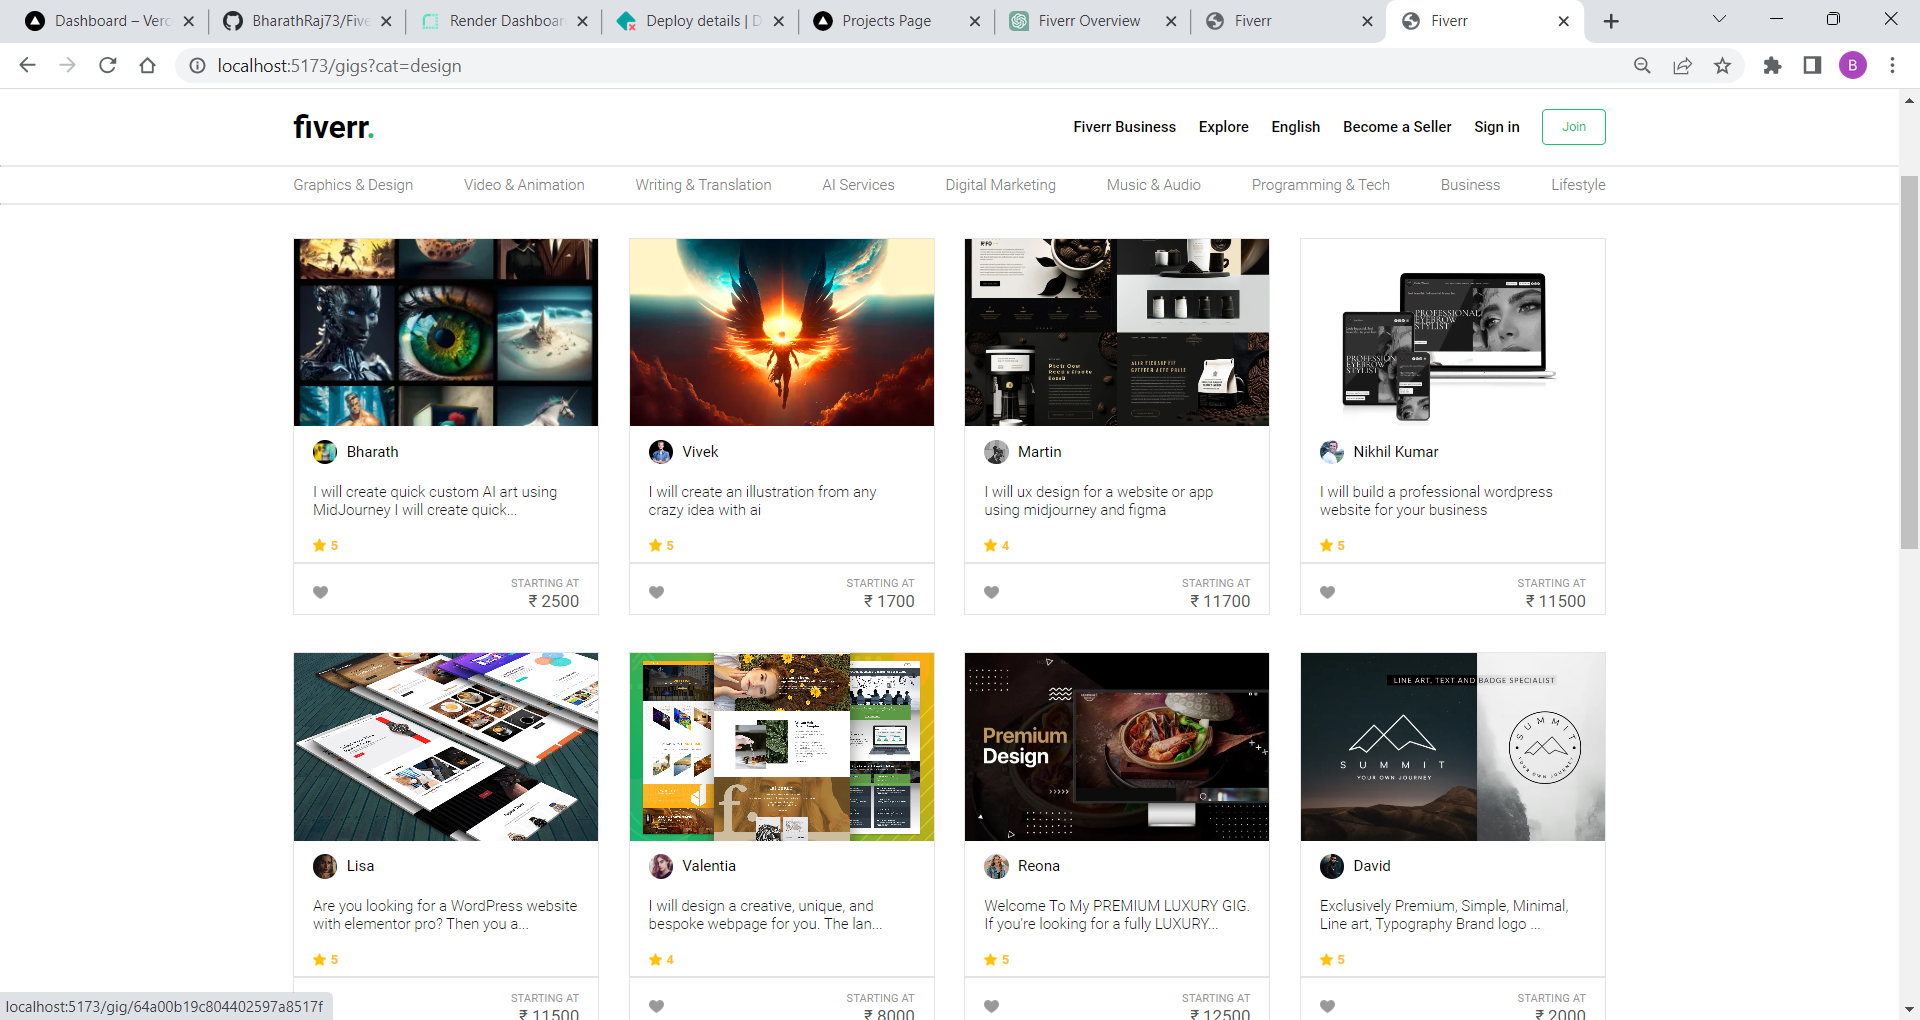 Dashboard – Verc
BharathRaj73/Five
Render Dashboar
Deploy details | D
Projects Page
Fiverr Overview
Fiverr
Fiverr
localhost:5173/gigs?cat=design
B
fiverr.
Fiverr Business
Explore
English
Become a Seller
Sign in
Join
Graphics & Design
Video & Animation
Writing & Translation
AI Services
Digital Marketing
Music & Audio
Programming & Tech
Business
Lifestyle
PROFESSIONAL
EYEBROW
STYLIST
Bharath
I will create quick custom AI art using
MidJourney I will create quick...
5
STARTING AT
₹ 2500
Vivek
I will create an illustration from any
crazy idea with ai
5
STARTING AT
₹ 1700
Martin
I will ux design for a website or app
using midjourney and figma
4
STARTING AT
₹ 11700
Nikhil Kumar
I will build a professional wordpress
website for your business
5
STARTING AT
₹ 11500
Premium
Design
LINE ART, TEXT AND BADGE SPECIALIST
SUMMIT
YOUR OWN JOURNEY
SUMMIT
YOUR OWN JOURNEY
Lisa
Are you looking for a WordPress website
with elementor pro? Then you a...
5
STARTING AT
₹ 11500
Valentia
I will design a creative, unique, and
bespoke webpage for you. The lan...
4
STARTING AT
₹ 8000
Reona
Welcome To My PREMIUM LUXURY GIG.
If you're looking for a fully LUXURY...
5
STARTING AT
₹ 12500
David
Exclusively Premium, Simple, Minimal,
Line art, Typography Brand logo ...
5
STARTING AT
₹ 2000
localhost:5173/gig/64a00b19c804402597a8517f